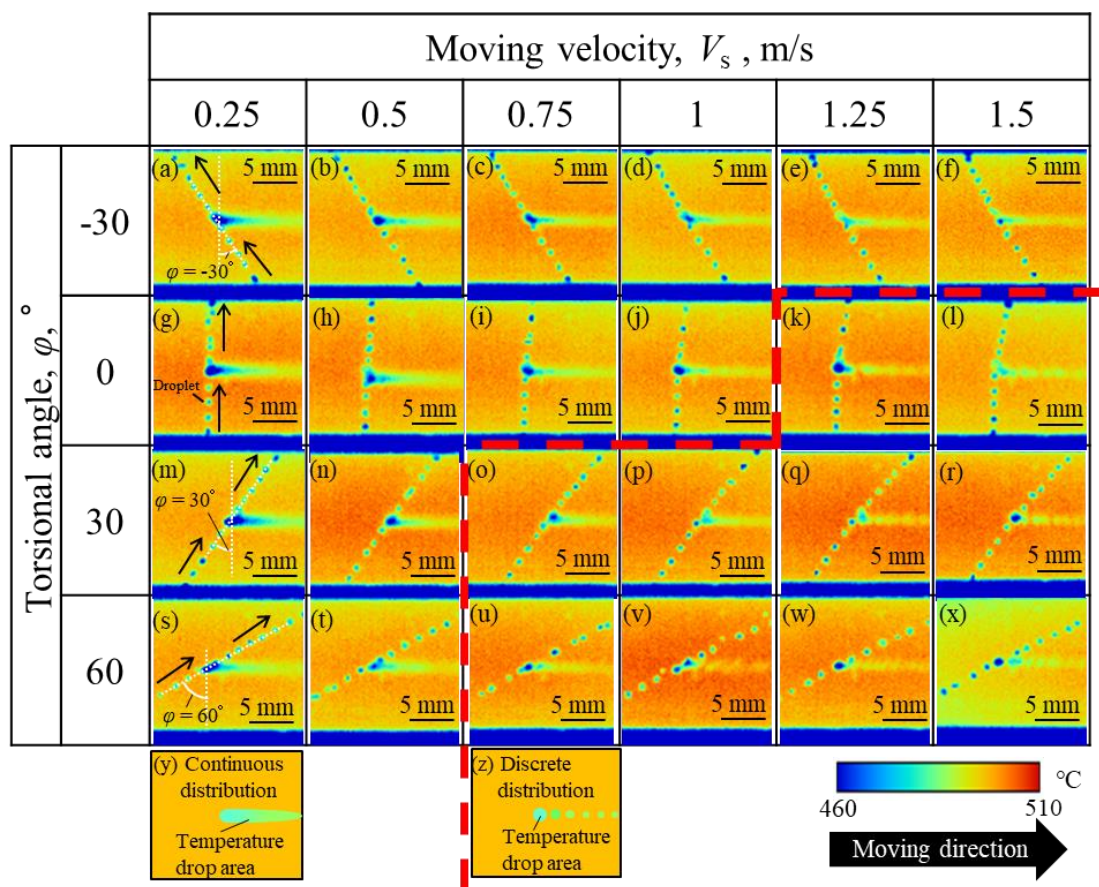 Moving velocity, Vs , m/s
0.25 0.5 0.75 1 1.25 1.5
Torsional angle, φ, °
-30
(a) 5 mm φ = -30°
(b) 5 mm
(c) 5 mm
(d) 5 mm
(e) 5 mm
(f) 5 mm
0
(g) Droplet 5 mm
(h) 5 mm
(i) 5 mm
(j) 5 mm
(k) 5 mm
(l) 5 mm
30
(m) φ = 30° 5 mm
(n) 5 mm
(o) 5 mm
(p) 5 mm
(q) 5 mm
(r) 5 mm
60
(s) φ = 60° 5 mm
(t) 5 mm
(u) 5 mm
(v) 5 mm
(w) 5 mm
(x) 5 mm
(y) Continuous
distribution
Temperature
drop area
(z) Discrete
distribution
Temperature
drop area
°C
460 510
Moving direction